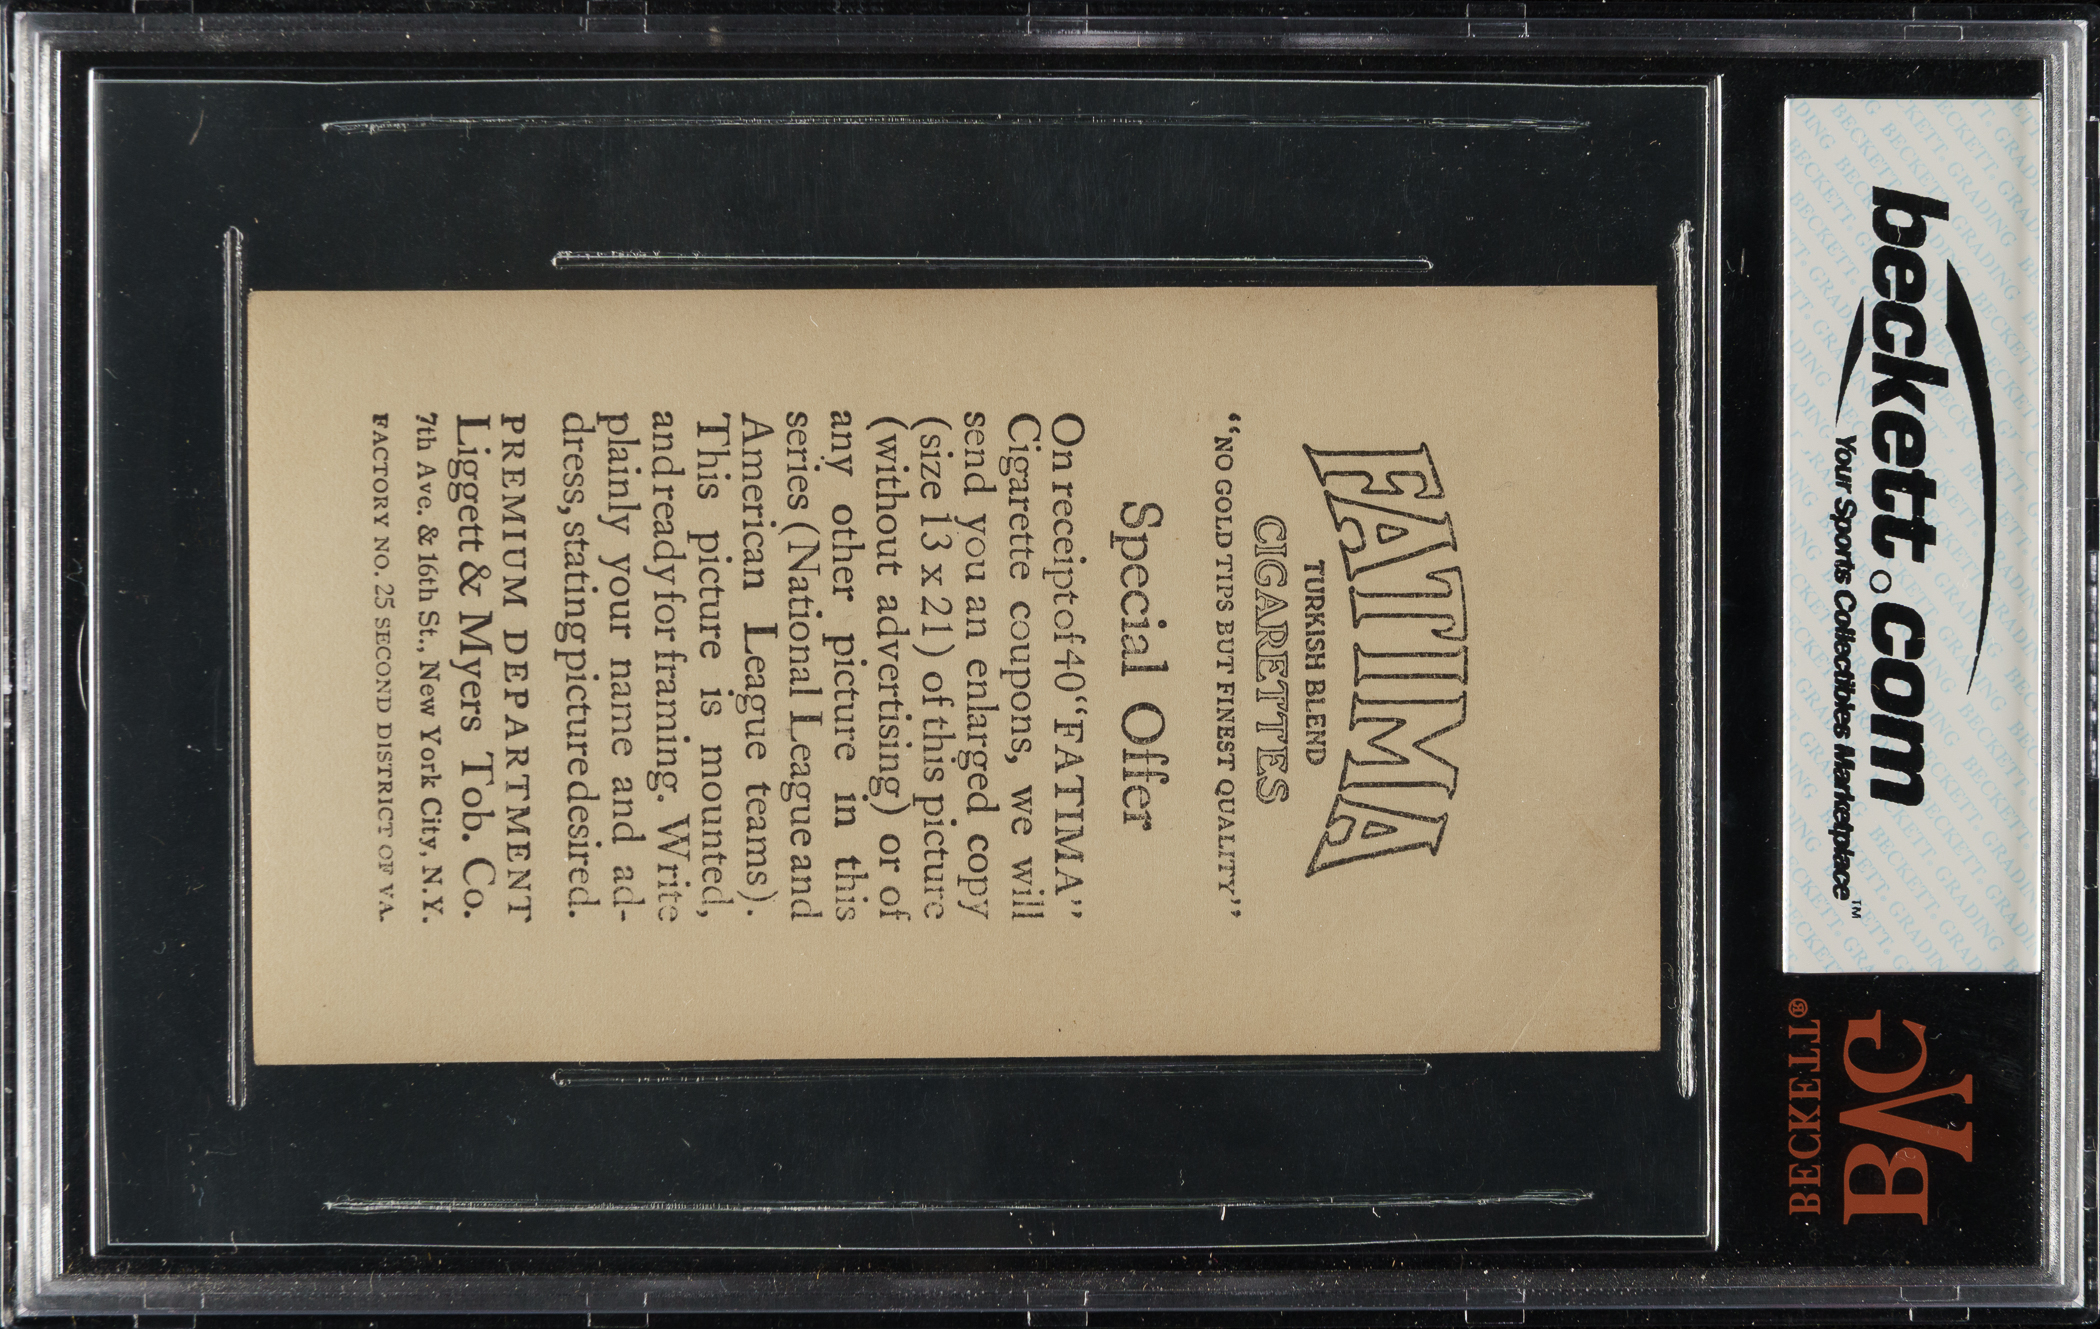 beckett.com
Your Sports Collectibles Marketplace™
BVG
BECKETT®
FATIMA
TURKISH BLEND
CIGARETTES
“NO GOLD TIPS BUT FINEST QUALITY”
Special Offer
On receipt of 40 “FATIMA”
Cigarette coupons, we will
send you an enlarged copy
(size 13 x 21) of this picture
(without advertising) or of
any other picture in this
series (National League and
American League teams).
This picture is mounted,
and ready for framing. Write
plainly your name and ad-
dress, stating picture desired.
PREMIUM DEPARTMENT
Liggett & Myers Tob. Co.
7th Ave. & 16th St., New York City, N.Y.
FACTORY NO. 25 SECOND DISTRICT OF VA.